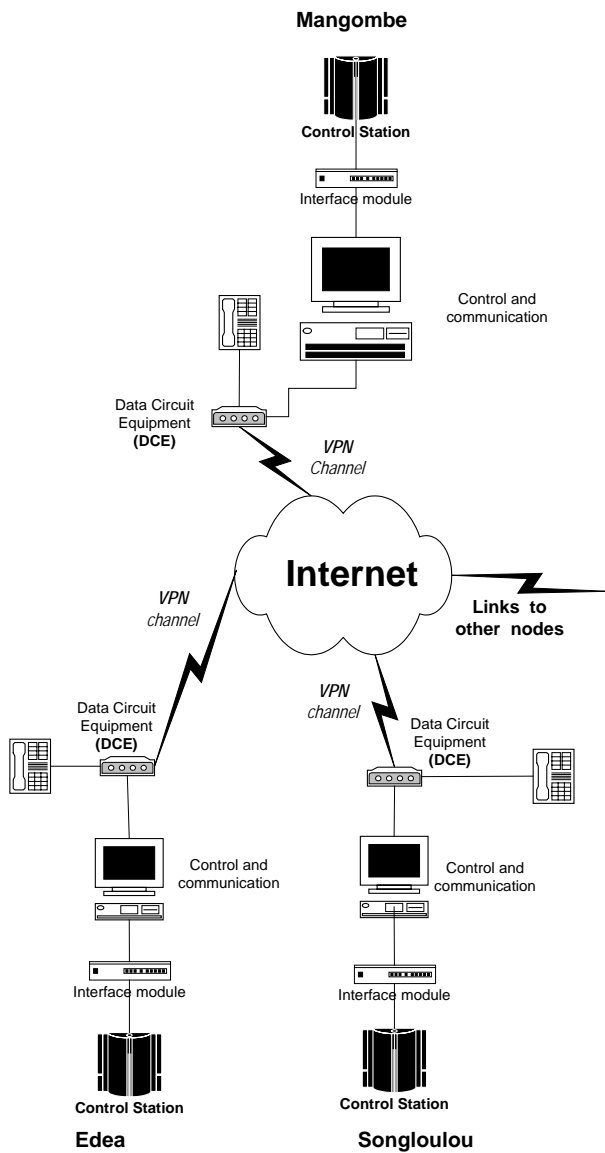 Mangombe
Control Station
Interface module
Control and
communication
Data Circuit
Equipment
(DCE)
VPN
Channel
Internet
Links to
other nodes
VPN
channel
VPN
channel
Data Circuit
Equipment
(DCE)
Data Circuit
Equipment
(DCE)
Control and
communication
Control and
communication
Interface module
Interface module
Control Station
Control Station
Edea
Songloulou